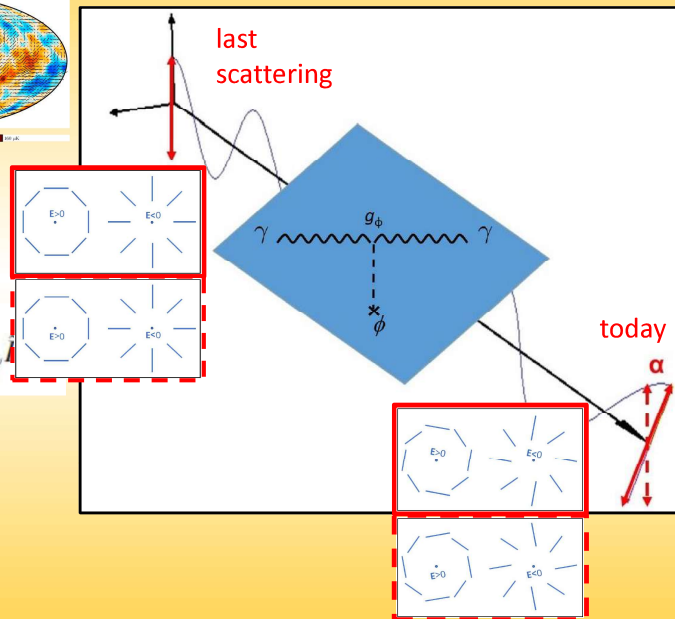 last
scattering
E>0
E<0
E>0
E<0
γ
g_ϕ
γ
ϕ
today
α
E>0
E<0
E>0
E<0